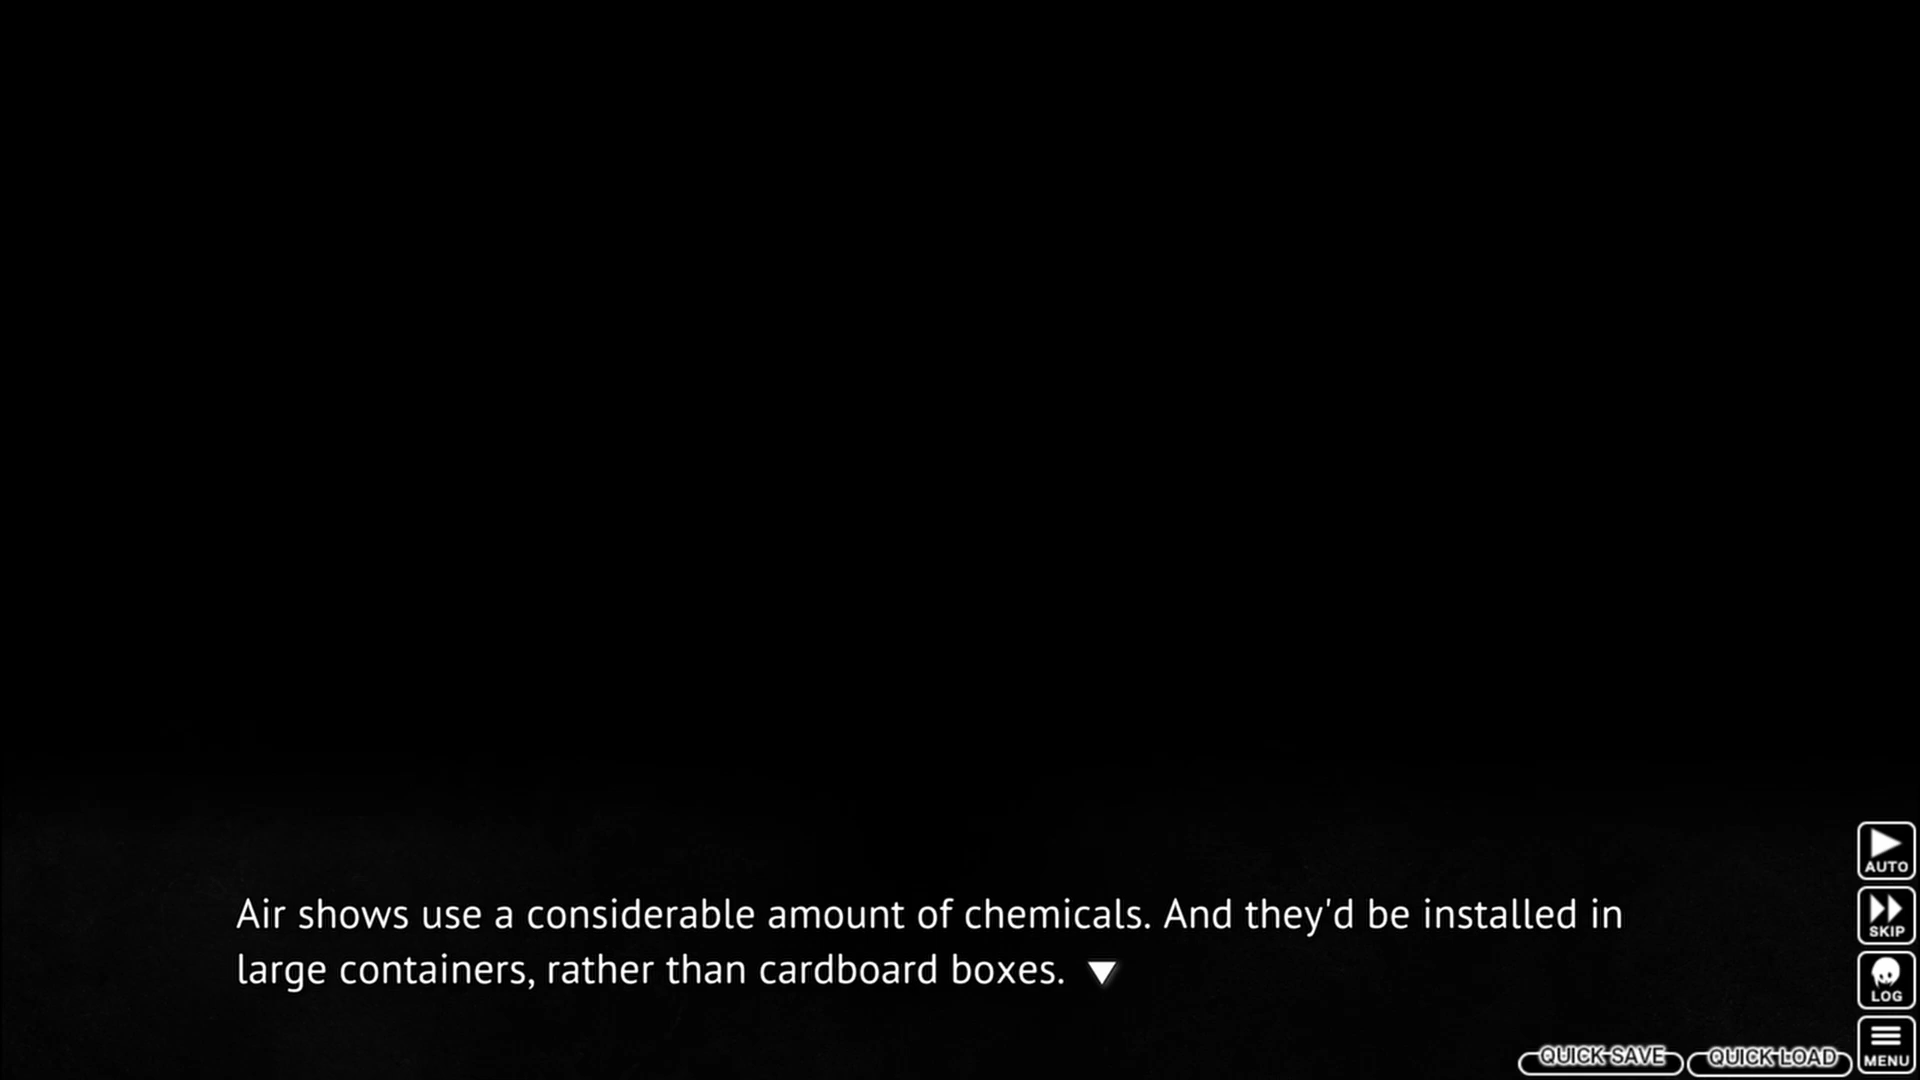 Air shows use a considerable amount of chemicals. And they'd be installed in
large containers, rather than cardboard boxes.
AUTO
SKIP
LOG
MENU
QUICK SAVE QUICK LOAD